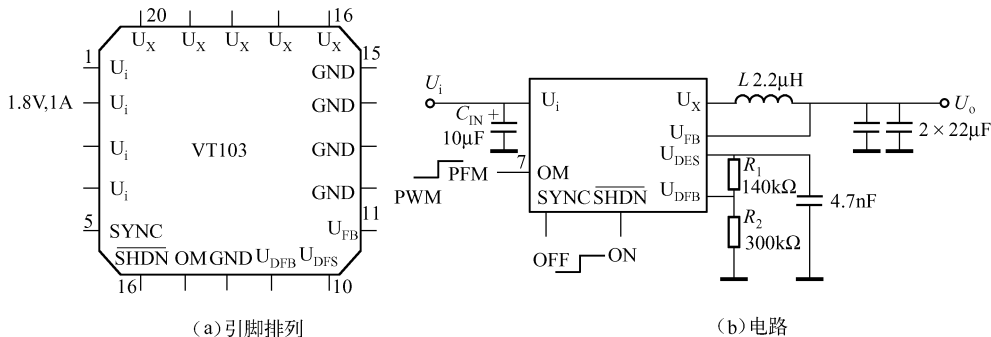 20 16
U_X U_X U_X U_X U_X
1 15
U_i GND
1.8V,1A U_i GND
U_i VT103 GND
U_i GND
5 11
SYNC U_FB
SHDN OM GND U_DFB U_DFS
16 10
(a)引脚排列
U_i
C_IN +
10μF
U_i
U_X
L 2.2μH
U_o
2×22μF
U_FB
U_DES
U_DFB
7
OM
PFM
PWM
SYNC SHDN
OFF ON
R_1
140kΩ
R_2
300kΩ
4.7nF
(b)电路